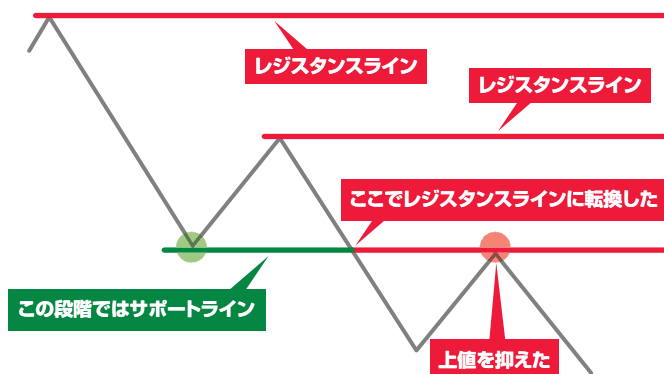 レジスタンスライン
レジスタンスライン
ここでレジスタンスラインに転換した
この段階ではサポートライン
上値を抑えた